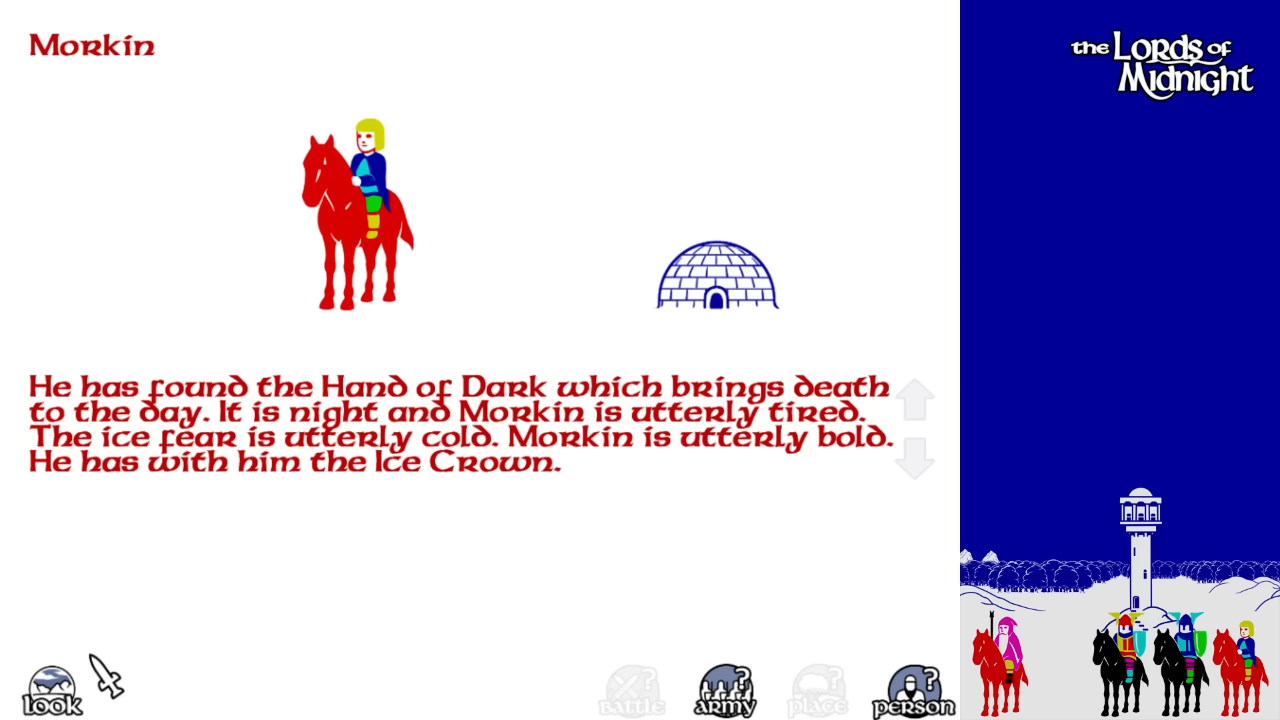 Morkin
the Lords of
Midnight
He has found the Hand of Dark which brings death
to the day. It is night and Morkin is utterly tired.
The ice fear is utterly cold. Morkin is utterly bold.
He has with him the Ice Crown.
look
BATTLE ?
ARMY ?
PLACE ?
PERSON ?